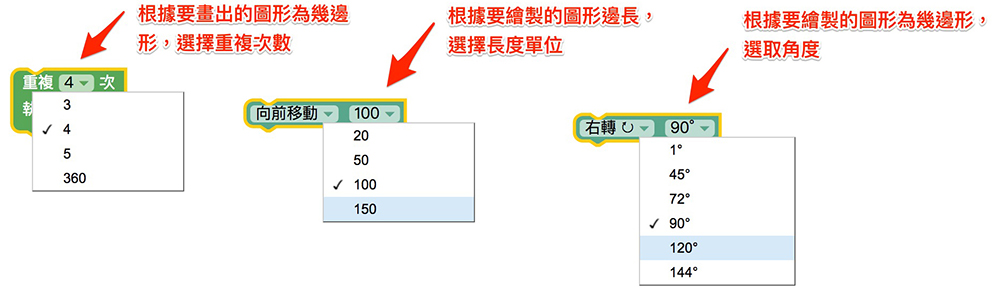 根據要畫出的圖形為幾邊
形，選擇重複次數
重複 4 次
執
3
✓ 4
5
360
根據要繪製的圖形邊長，
選擇長度單位
向前移動 100
20
50
✓ 100
150
根據要繪製的圖形為幾邊形，
選取角度
右轉 ↻ 90°
1°
45°
72°
✓ 90°
120°
144°